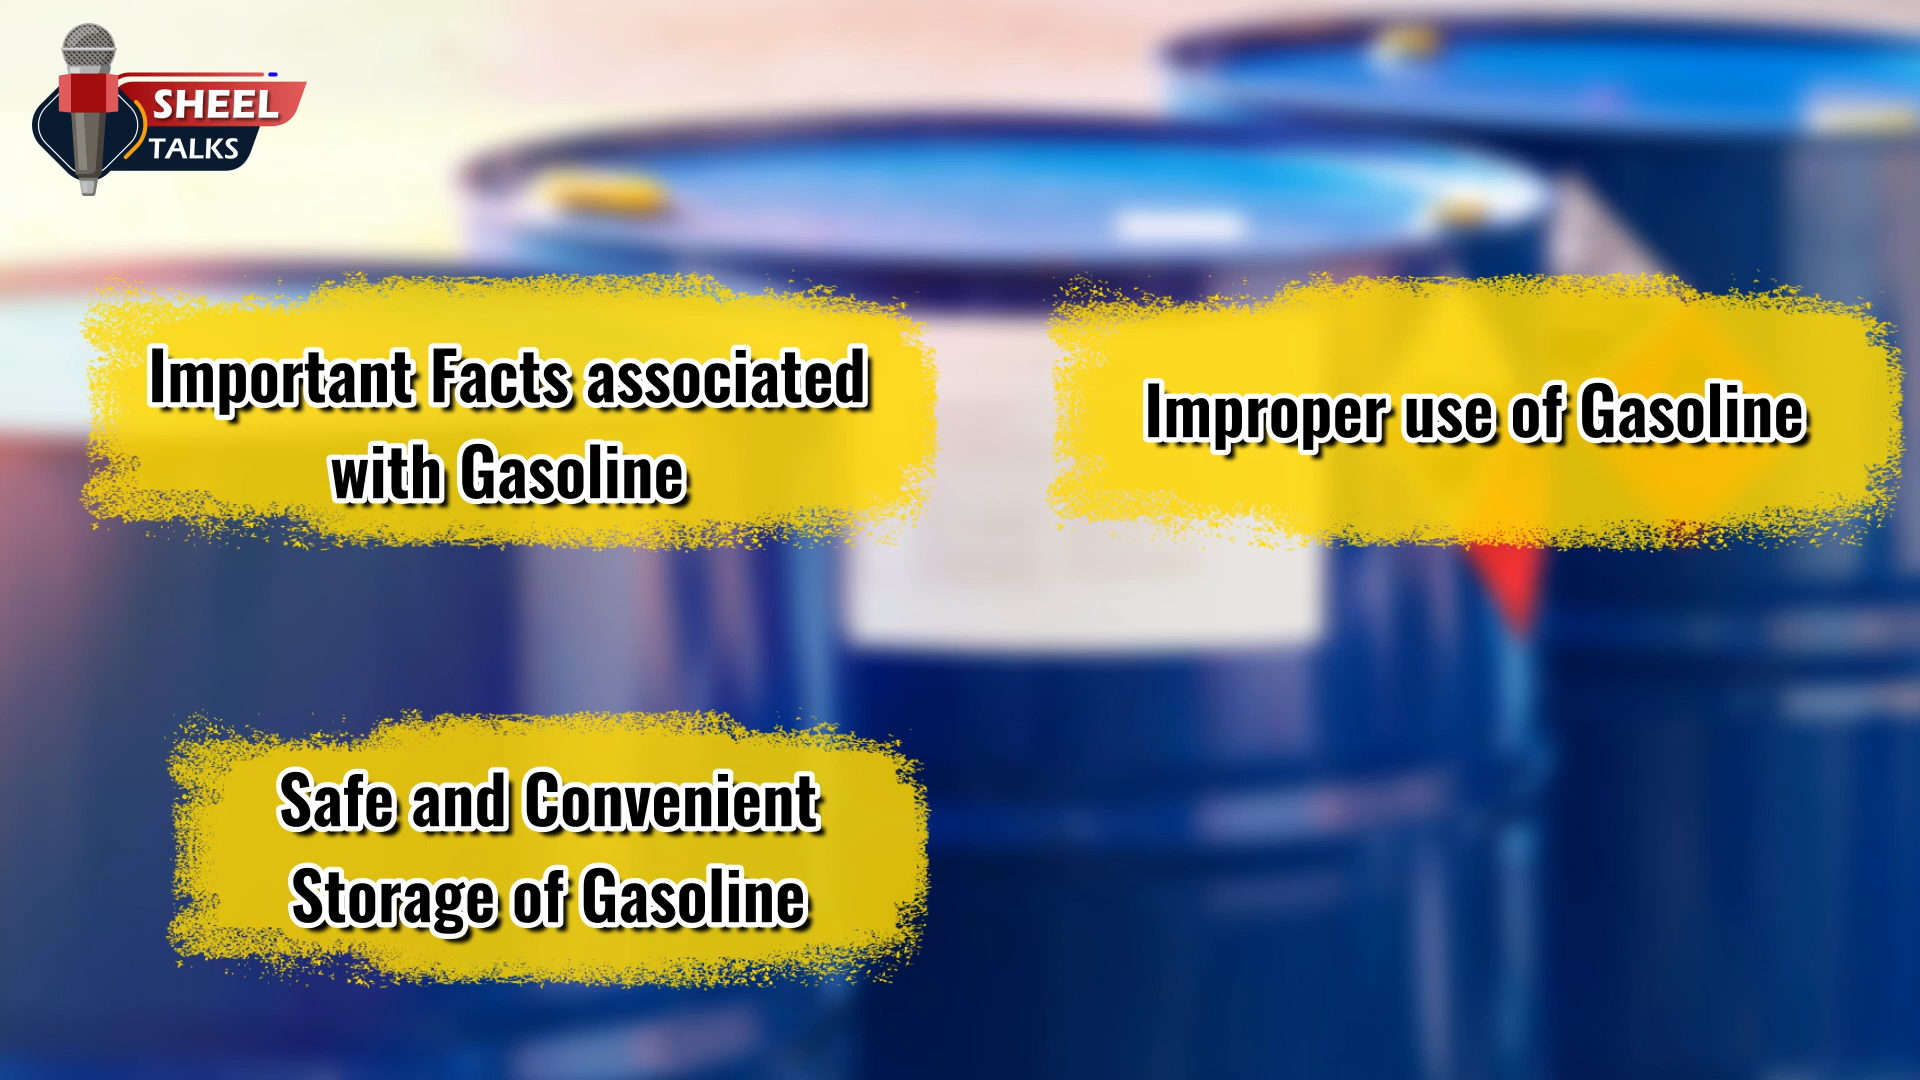 SHEEL
TALKS
Important Facts associated
with Gasoline
Improper use of Gasoline
Safe and Convenient
Storage of Gasoline